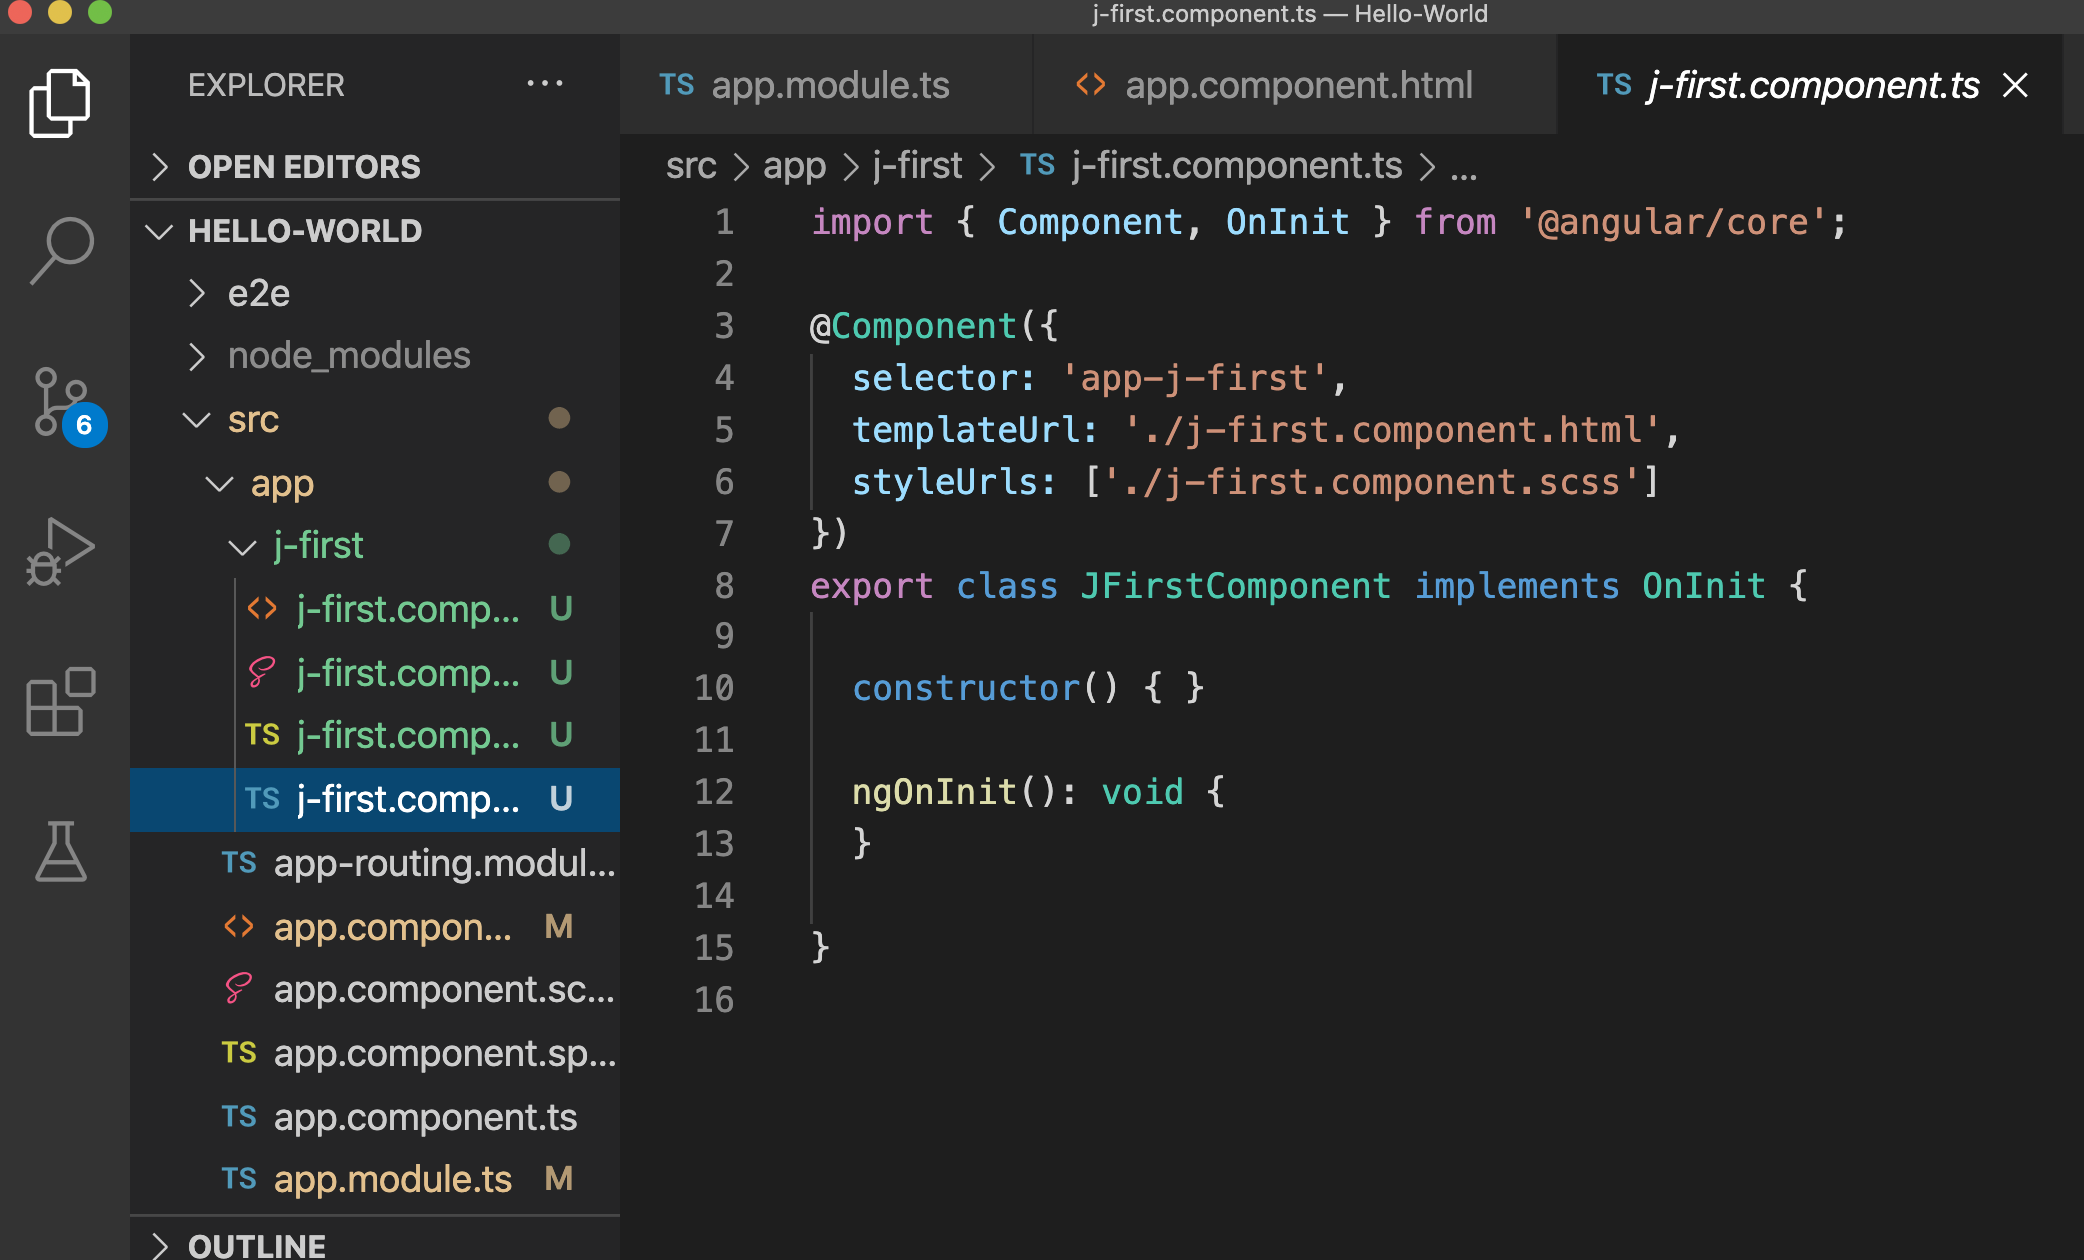 j-first.component.ts — Hello-World
EXPLORER ...
OPEN EDITORS
HELLO-WORLD
e2e
node_modules
src
app
j-first
j-first.comp... U
j-first.comp... U
TS j-first.comp... U
TS j-first.comp... U
TS app-routing.modul...
app.compon... M
app.component.sc...
TS app.component.sp...
TS app.component.ts
TS app.module.ts M
OUTLINE
6
TS app.module.ts <> app.component.html TS j-first.component.ts
src > app > j-first > TS j-first.component.ts > ...
1 import { Component, OnInit } from '@angular/core';
2
3 @Component({
4   selector: 'app-j-first',
5   templateUrl: './j-first.component.html',
6   styleUrls: ['./j-first.component.scss']
7 })
8 export class JFirstComponent implements OnInit {
9
10   constructor() { }
11
12   ngOnInit(): void {
13   }
14
15 }
16